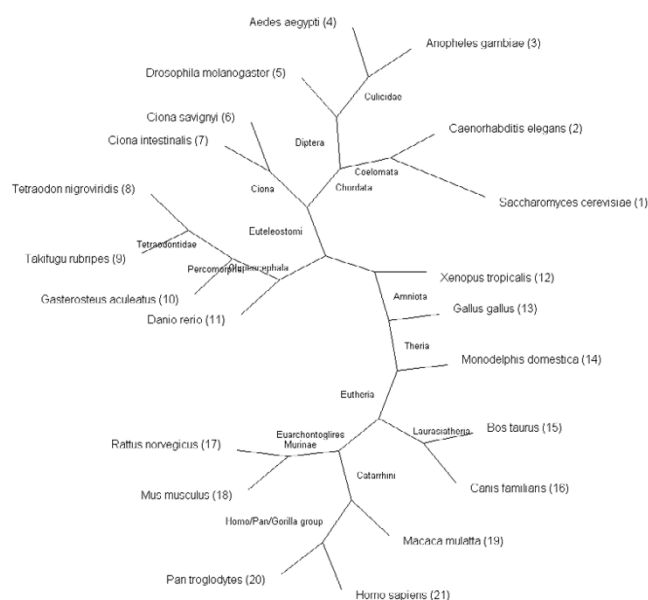 Aedes aegypti (4)
Anopheles gambiae (3)
Drosophila molanogastor (5)
Culicidae
Ciona savignyi (6)
Caenorhabditis elegans (2)
Ciona intestinalis (7)
Diptera
Coelomata
Ciona
Chordata
Tetraodon nigroviridis (8)
Saccharomyces cerevisiae (1)
Euteleostomi
Tetraodontidae
Takifugu rubripes (9)
Percomorpha
Xenopus tropicalis (12)
Gasterosteus aculeatus (10)
Amniota
Gallus gallus (13)
Danio rerio (11)
Theria
Monodelphis domestica (14)
Eutheria
Euarchontoglires
Laurasiatheria
Bos taurus (15)
Rattus norvegicus (17)
Murinae
Catarrhini
Canis familiaris (16)
Mus musculus (18)
Homo/Pan/Gorilla group
Macaca mulatta (19)
Pan troglodytes (20)
Homo sapiens (21)